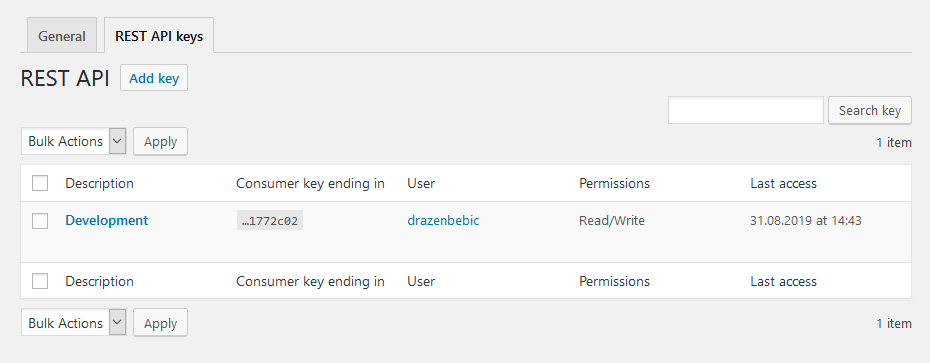 General REST API keys
REST API Add key
Search key
Bulk Actions Apply 1 item
Description Consumer key ending in User Permissions Last access
Development …1772c02 drazenbebic Read/Write 31.08.2019 at 14:43
Description Consumer key ending in User Permissions Last access
Bulk Actions Apply 1 item